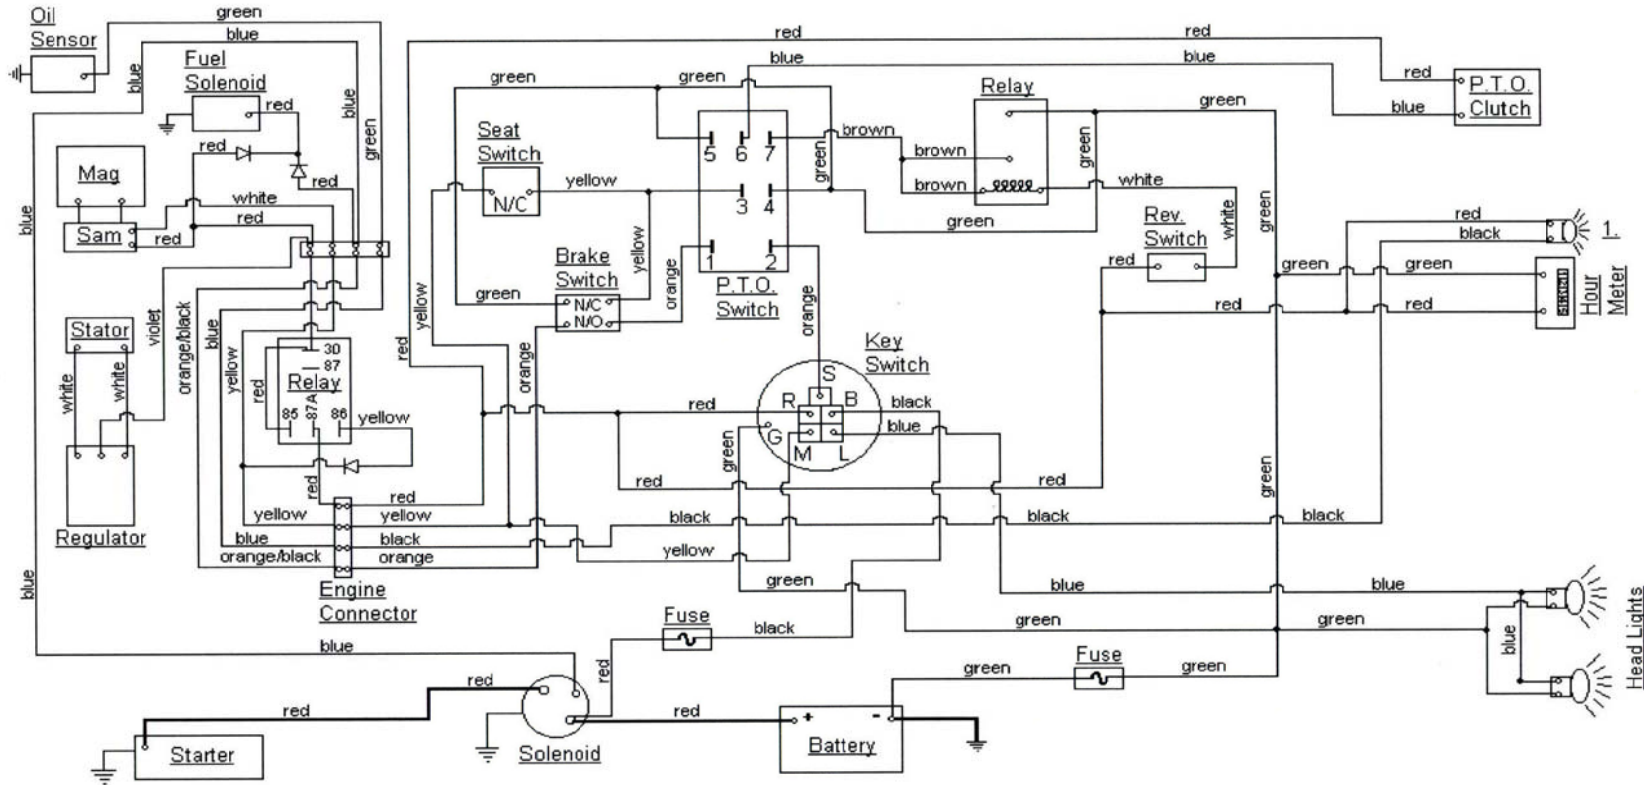 Oil
Sensor
green
blue
blue
Fuel
Solenoid
red
red
red
blue
green
Mag
white
red
Sam
red
blue
Stator
white
white
violet
Regulator
orange/black
blue
yellow
30
87
Relay
85
87A
86
red
yellow
red
yellow
blue
orange/black
red
yellow
black
orange
Engine
Connector
red
red
green
green
blue
blue
Seat
Switch
N/C
yellow
yellow
Brake
Switch
N/C
N/O
green
orange
yellow
red
orange
5
6
7
3
4
1
2
P.T.O.
Switch
green
brown
brown
brown
green
orange
Relay
green
green
white
white
green
red
blue
P.T.O.
Clutch
Rev.
Switch
red
red
black
1.
green
green
red
red
Hour
Meter
Key
Switch
S
R
B
G
M
L
red
black
blue
green
red
red
green
black
black
black
yellow
green
blue
blue
green
green
blue
Head Lights
Fuse
black
red
Fuse
green
green
blue
blue
red
red
Starter
Solenoid
red
+
-
Battery